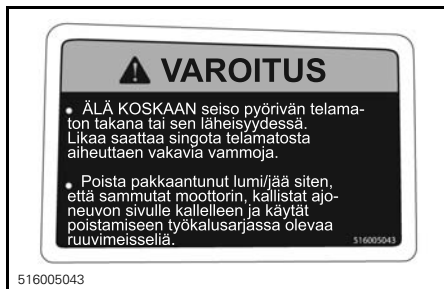 VAROITUS
• ÄLÄ KOSKAAN seiso pyörivän telama-
ton takana tai sen läheisyydessä.
Likaa saattaa singota telamatosta
aiheuttaen vakavia vammoja.
• Poista pakkaantunut lumi/jää siten,
että sammutat moottorin, kallistat ajo-
neuvon sivulle kallelleen ja käytät
poistamiseen työkalusarjassa olevaa
ruuvimeisseliä.
516005043
516005043